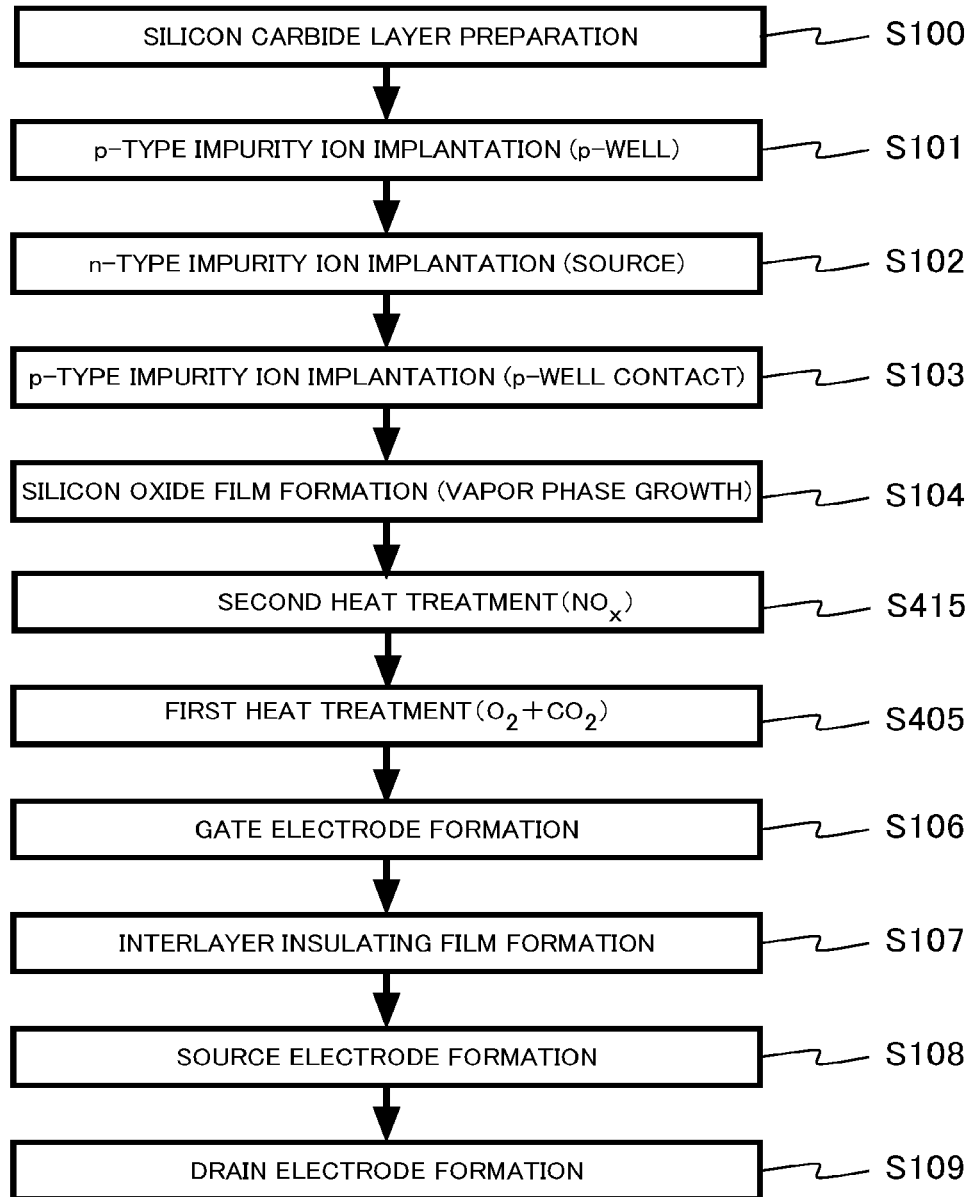 SILICON CARBIDE LAYER PREPARATION S100
p-TYPE IMPURITY ION IMPLANTATION (p-WELL) S101
n-TYPE IMPURITY ION IMPLANTATION (SOURCE) S102
p-TYPE IMPURITY ION IMPLANTATION (p-WELL CONTACT) S103
SILICON OXIDE FILM FORMATION (VAPOR PHASE GROWTH) S104
SECOND HEAT TREATMENT (NOx) S415
FIRST HEAT TREATMENT (O2+CO2) S405
GATE ELECTRODE FORMATION S106
INTERLAYER INSULATING FILM FORMATION S107
SOURCE ELECTRODE FORMATION S108
DRAIN ELECTRODE FORMATION S109